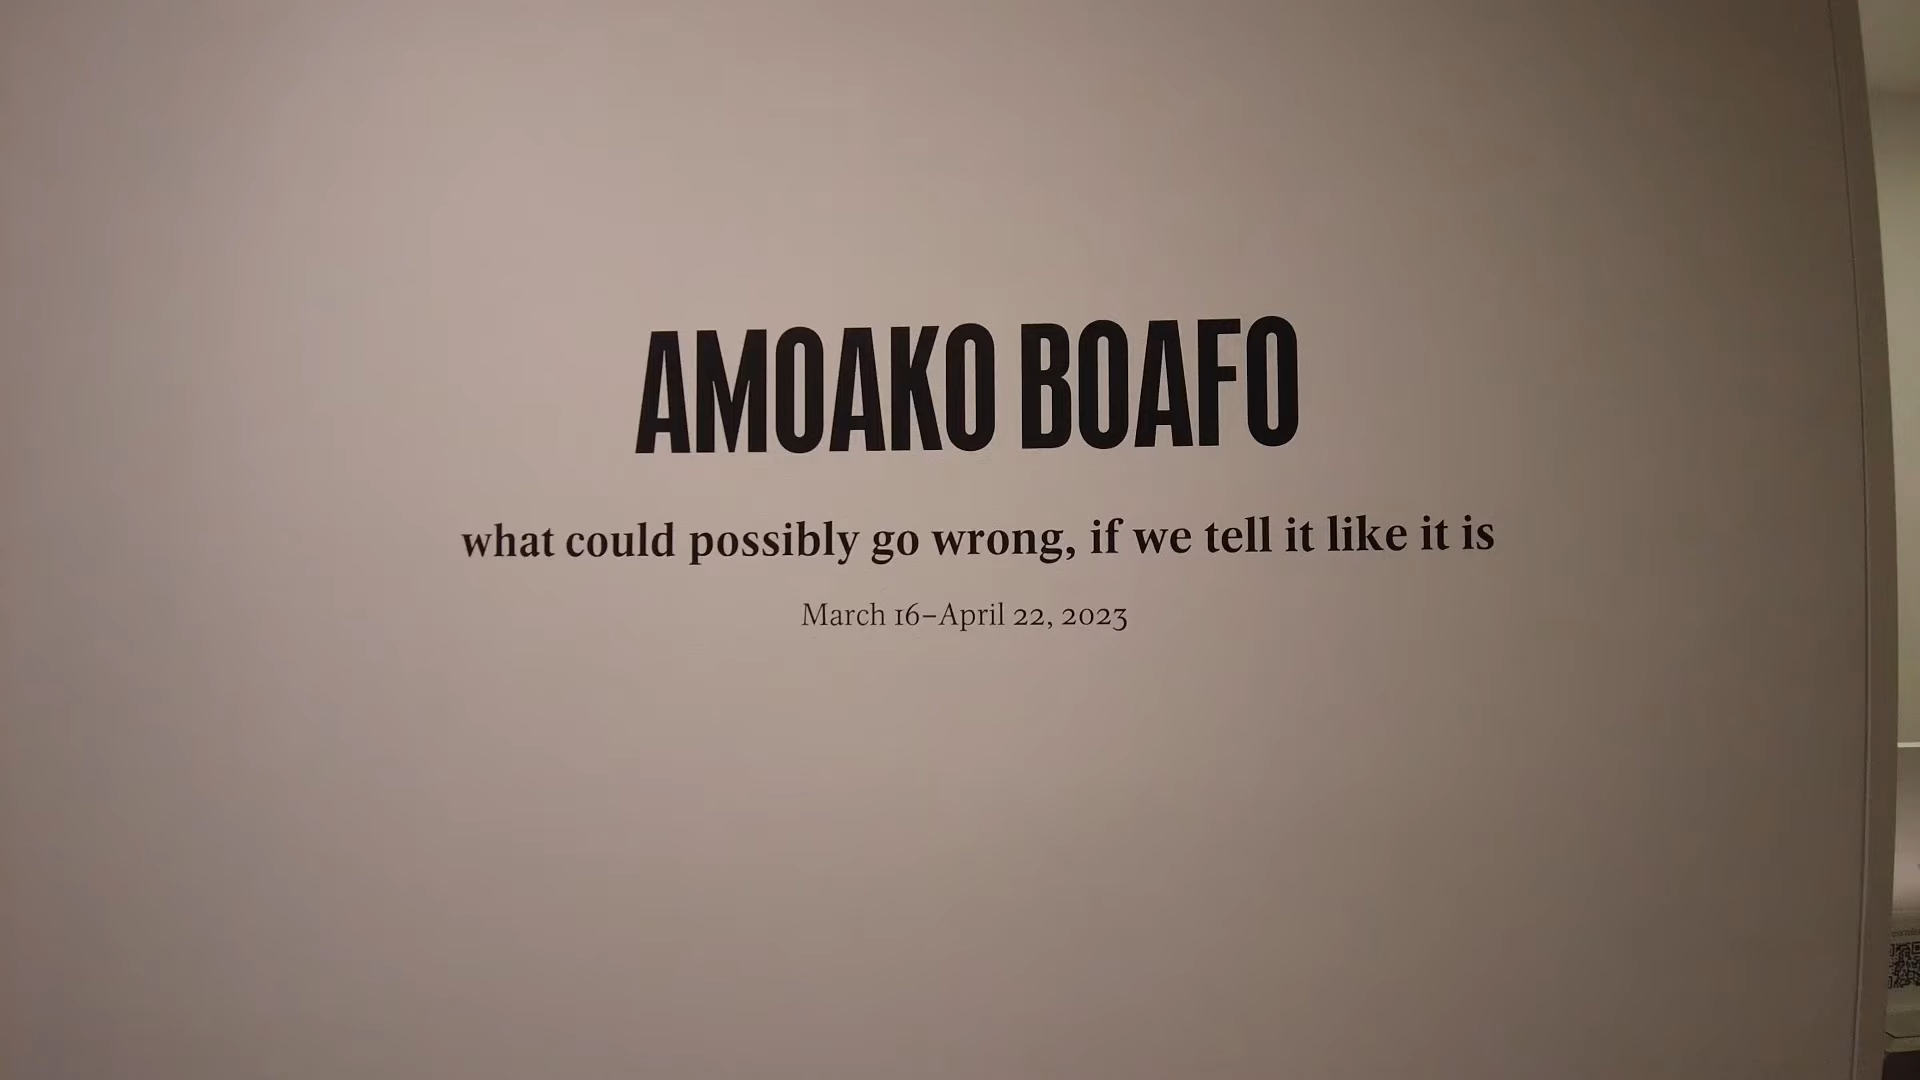 AMOAKO BOAFO
what could possibly go wrong, if we tell it like it is
March 16–April 22, 2023